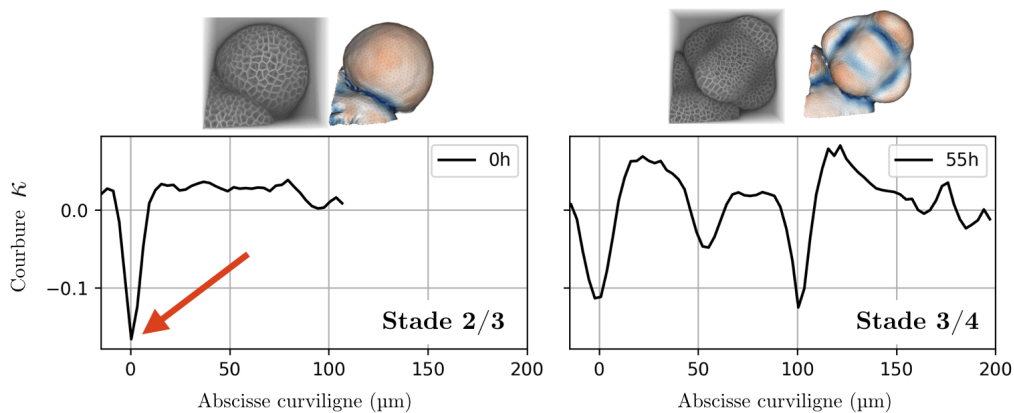 0h
55h
Courbure κ
0.0
−0.1
Stade 2/3
Stade 3/4
0 50 100 150 200
0 50 100 150 200
Abscisse curviligne (µm)
Abscisse curviligne (µm)